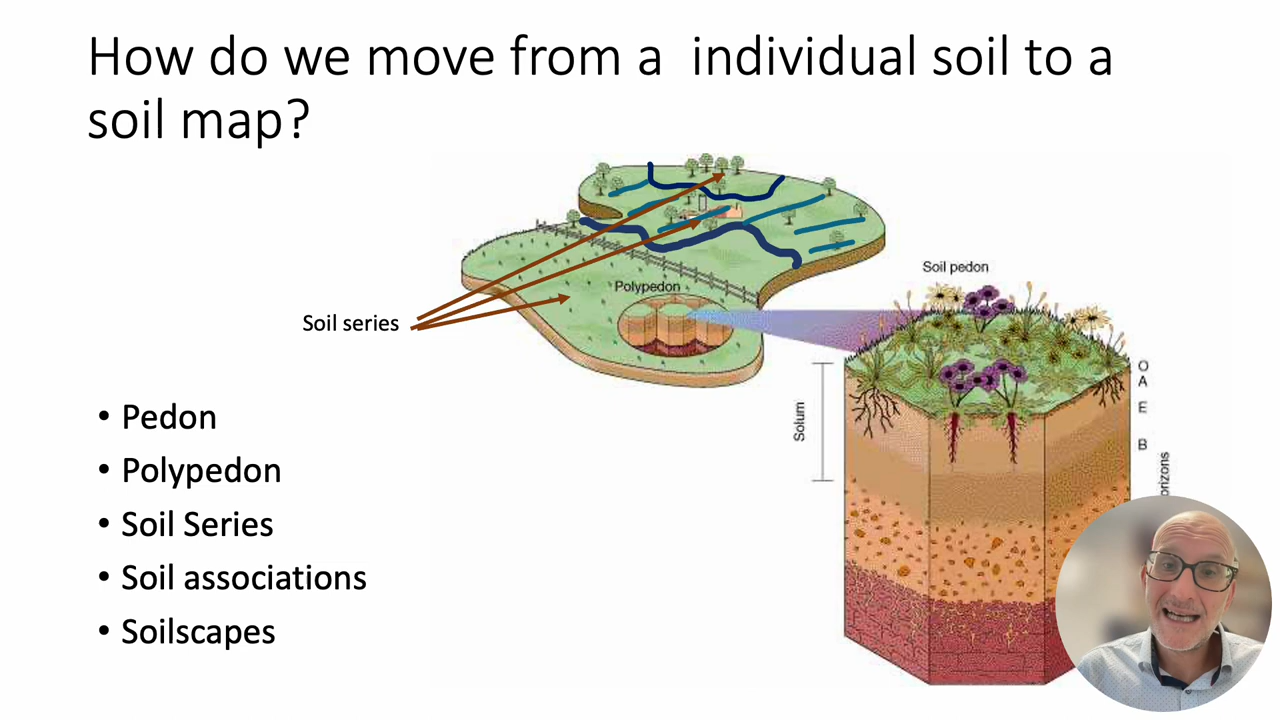 How do we move from a  individual soil to a
soil map?
Soil pedon
Polypedon
Soil series
O
A
E
B
Solum
orizons
• Pedon
• Polypedon
• Soil Series
• Soil associations
• Soilscapes